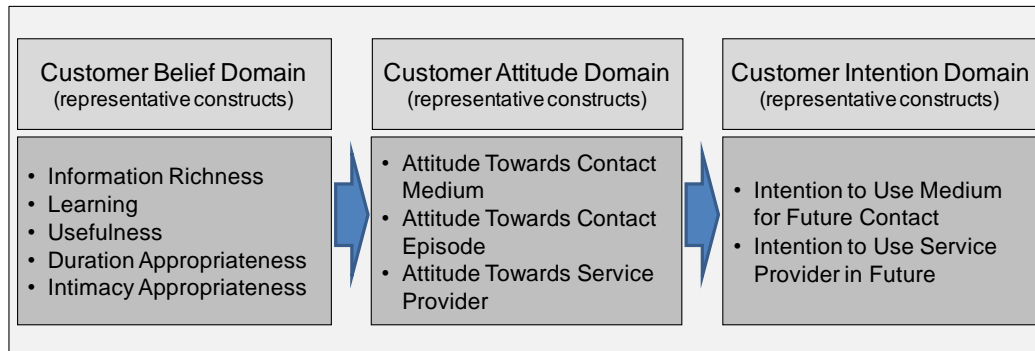 Customer Belief Domain
(representative constructs)
• Information Richness
• Learning
• Usefulness
• Duration Appropriateness
• Intimacy Appropriateness
Customer Attitude Domain
(representative constructs)
• Attitude Towards Contact
Medium
• Attitude Towards Contact
Episode
• Attitude Towards Service
Provider
Customer Intention Domain
(representative constructs)
• Intention to Use Medium
for Future Contact
• Intention to Use Service
Provider in Future